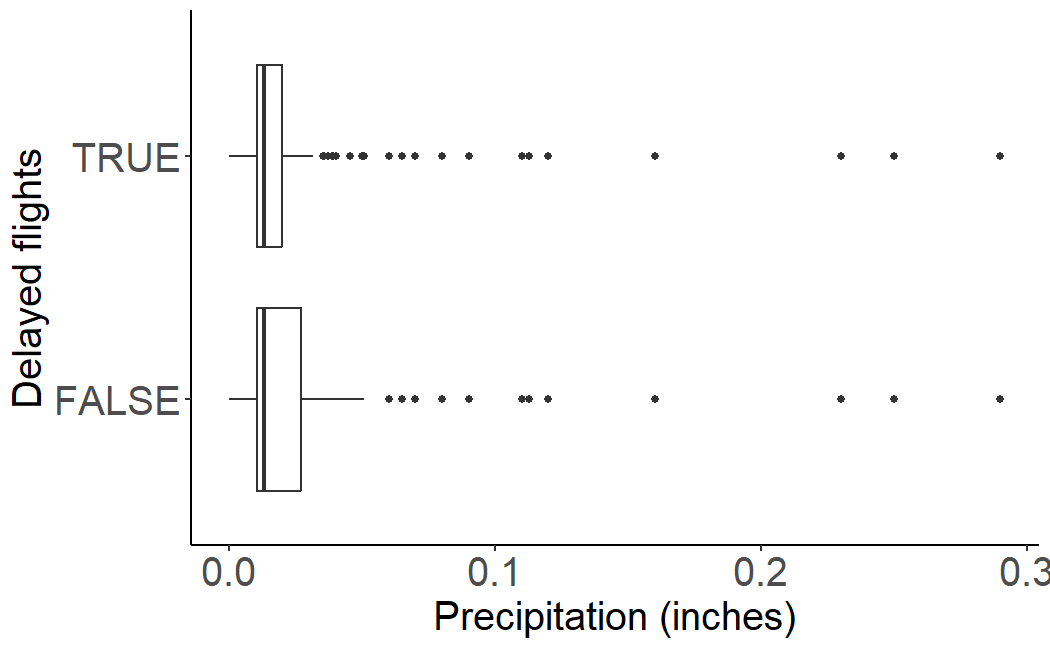 Delayed flights
TRUE
FALSE
0.0 0.1 0.2 0.3
Precipitation (inches)